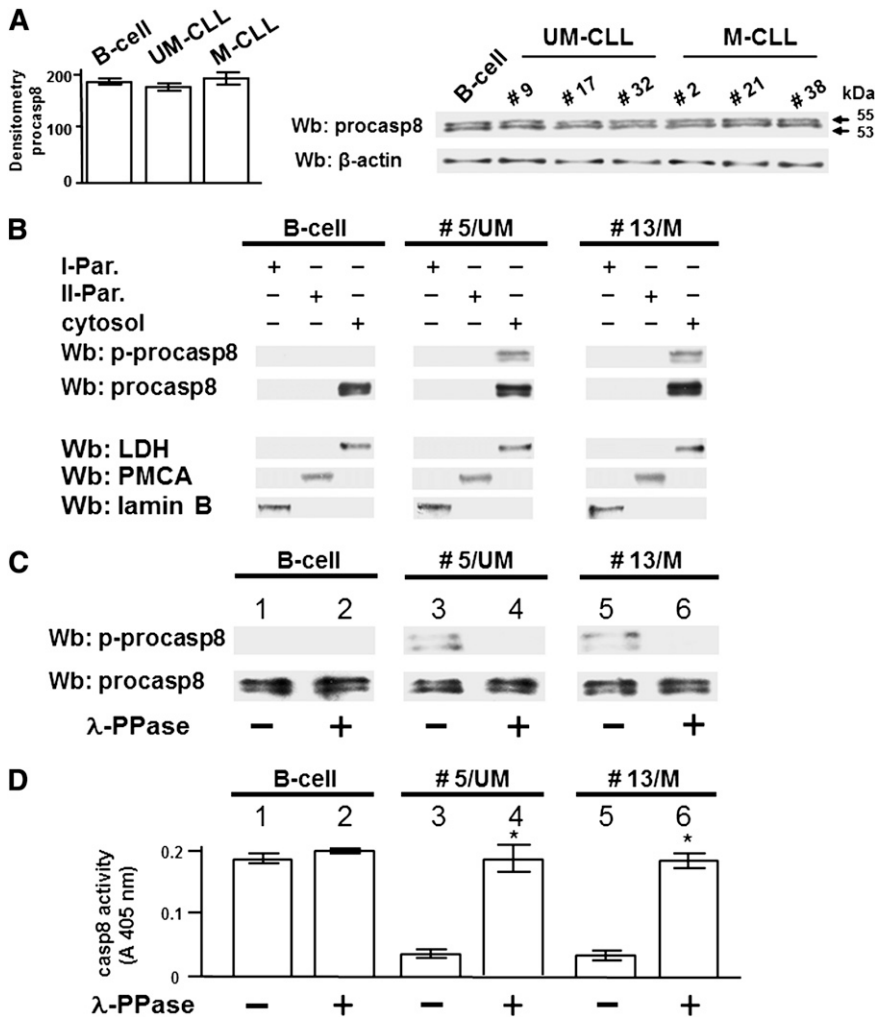 A
B-cell UM-CLL M-CLL
Densitometry
procasp8
200
100
0
UM-CLL M-CLL
B-cell # 9 # 17 # 32 # 2 # 21 # 38 kDa
Wb: procasp8
55
53
Wb: β-actin
B
B-cell # 5/UM # 13/M
I-Par. + − − + − − + − −
II-Par. − + − − + − − + −
cytosol − − + − − + − − +
Wb: p-procasp8
Wb: procasp8
Wb: LDH
Wb: PMCA
Wb: lamin B
C
B-cell # 5/UM # 13/M
1 2 3 4 5 6
Wb: p-procasp8
Wb: procasp8
λ-PPase − + − + − +
D
B-cell # 5/UM # 13/M
1 2 3 4 5 6
* *
casp8 activity
(A 405 nm)
0.2
0.1
0
λ-PPase − + − + − +